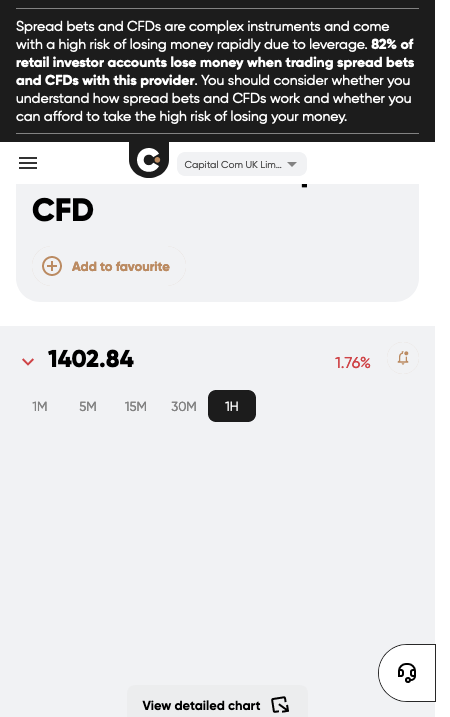 Spread bets and CFDs are complex instruments and come
with a high risk of losing money rapidly due to leverage. 82% of
retail investor accounts lose money when trading spread bets
and CFDs with this provider. You should consider whether you
understand how spread bets and CFDs work and whether you
can afford to take the high risk of losing your money.
Capital Com UK Lim...
CFD
Add to favourite
1402.84
1.76%
1M 5M 15M 30M 1H
View detailed chart